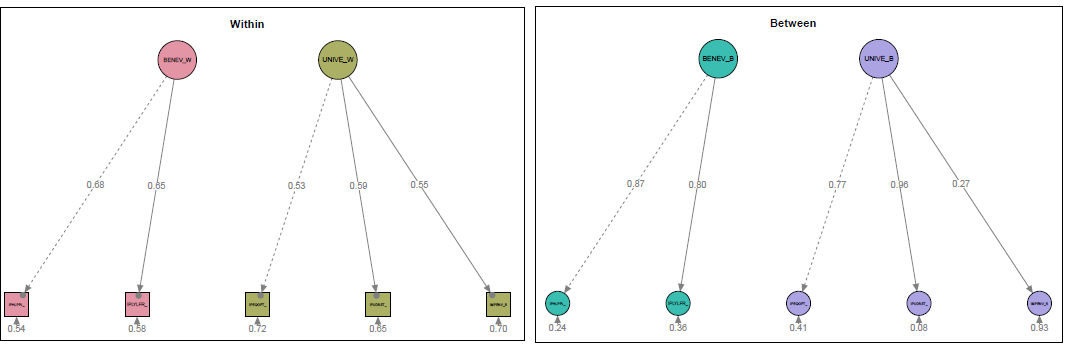 Within
BENEV_W
UNIVE_W
0.68
0.65
0.53
0.59
0.55
IPLYLFR_
0.54
0.58
0.72
0.65
0.70
Between
BENEV_B
UNIVE_B
0.87
0.80
0.77
0.96
0.27
IPLYLFR_
0.24
0.36
0.41
0.08
0.93